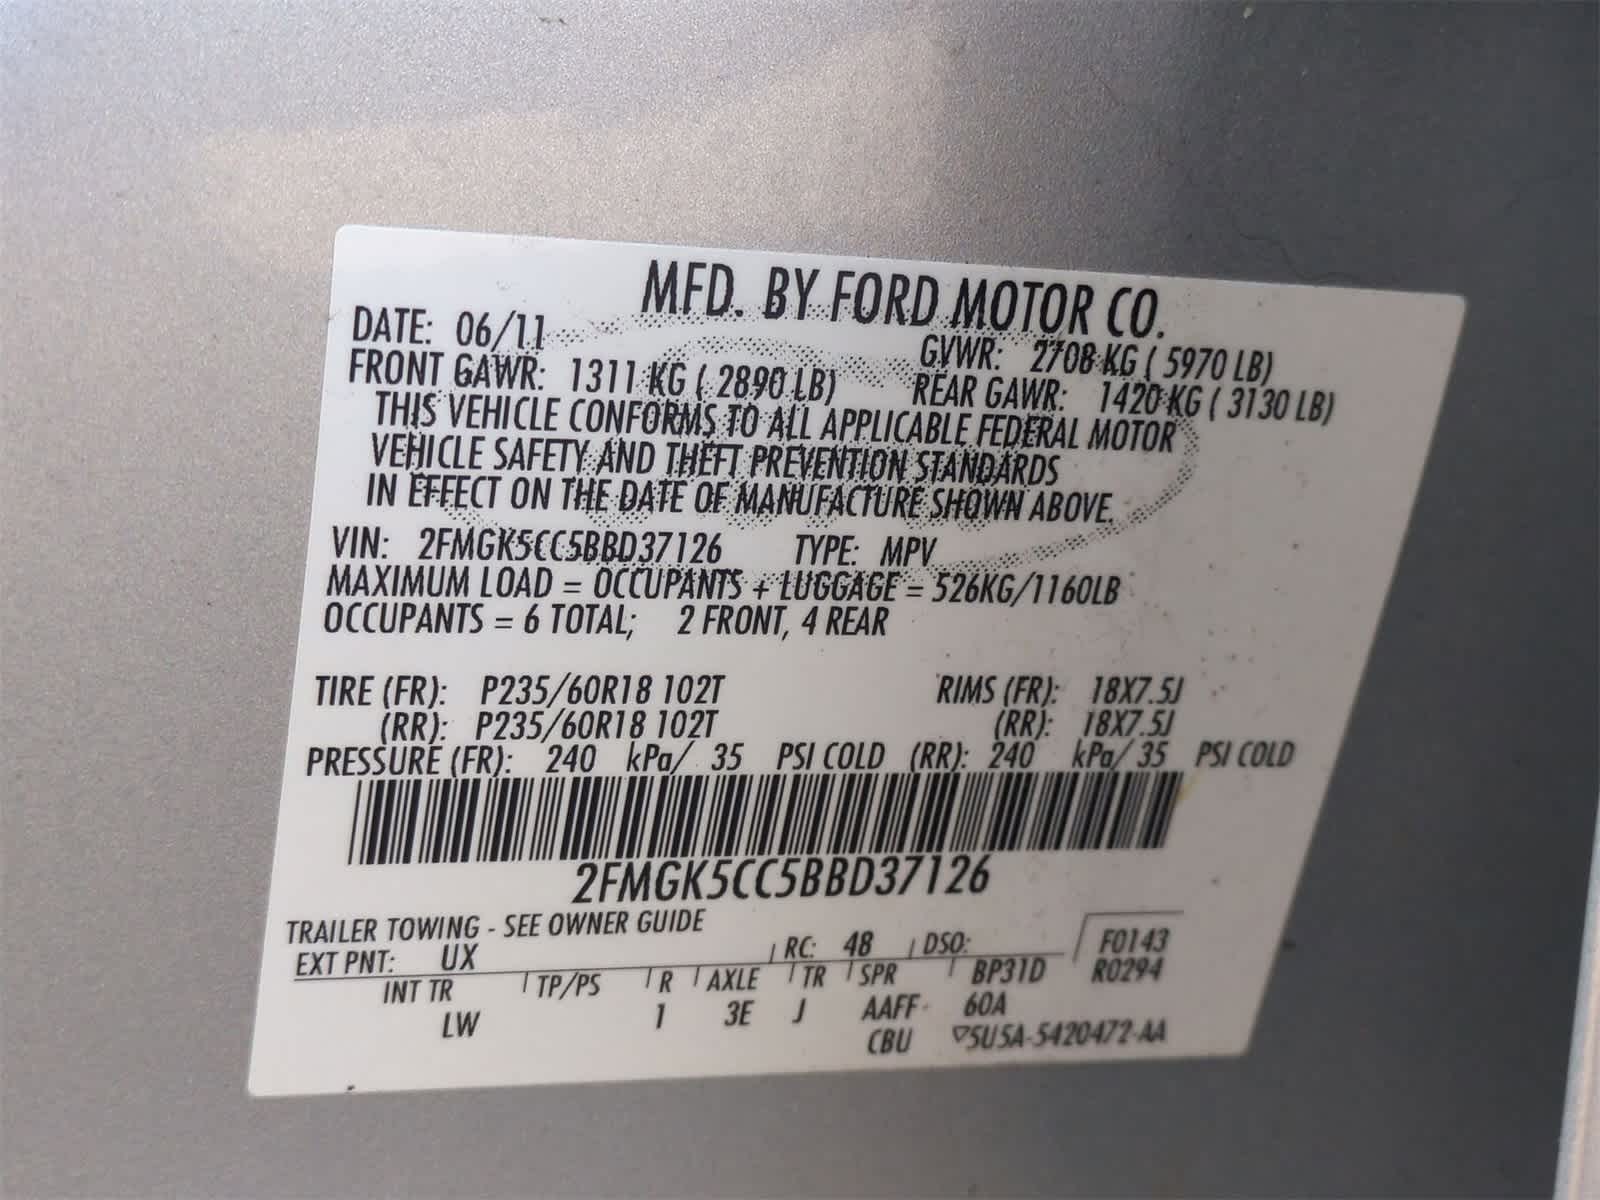 MFD. BY FORD MOTOR CO.
DATE: 06/11 GVWR: 2708 KG ( 5970 LB)
FRONT GAWR: 1311 KG ( 2890 LB) REAR GAWR: 1420 KG ( 3130 LB)
THIS VEHICLE CONFORMS TO ALL APPLICABLE FEDERAL MOTOR
VEHICLE SAFETY AND THEFT PREVENTION STANDARDS
IN EFFECT ON THE DATE OF MANUFACTURE SHOWN ABOVE.
VIN: 2FMGK5CC5BBD37126 TYPE: MPV
MAXIMUM LOAD = OCCUPANTS + LUGGAGE = 526KG/1160LB
OCCUPANTS = 6 TOTAL; 2 FRONT, 4 REAR
TIRE (FR): P235/60R18 102T RIMS (FR): 18X7.5J
(RR): P235/60R18 102T (RR): 18X7.5J
PRESSURE (FR): 240 kPa/ 35 PSI COLD (RR): 240 kPa/ 35 PSI COLD
2FMGK5CC5BBD37126
TRAILER TOWING - SEE OWNER GUIDE
EXT PNT: UX RC: 48 DSO: F0143
INT TR TP/PS R AXLE TR SPR BP31D R0294
LW 1 3E J AAFF 60A
CBU ▽5U5A-5420472-AA